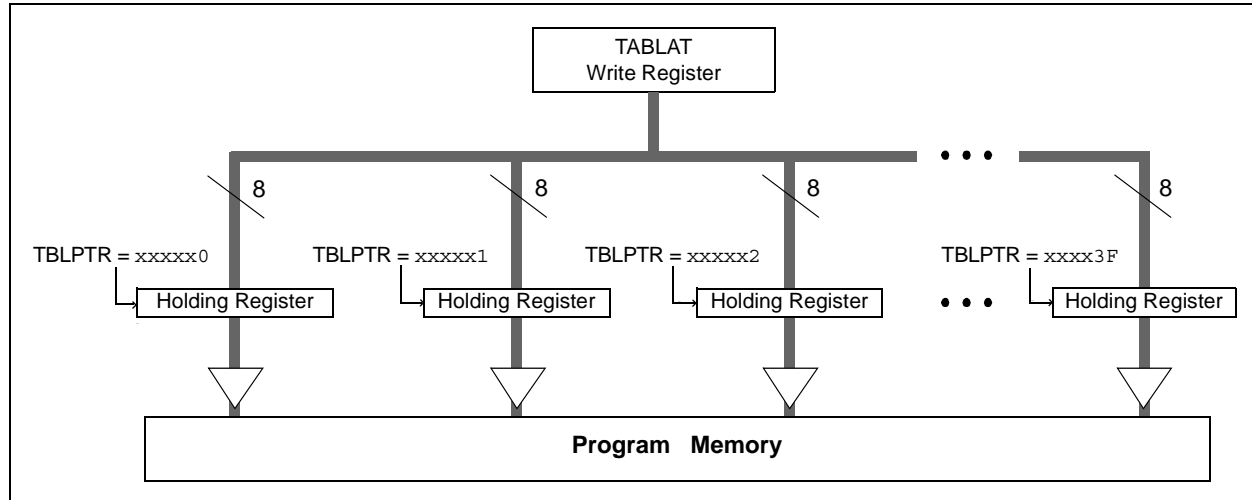 TABLAT
Write Register
8
8
8
8
TBLPTR = xxxxx0
TBLPTR = xxxxx1
TBLPTR = xxxxx2
TBLPTR = xxxx3F
Holding Register
Holding Register
Holding Register
Holding Register
Program Memory